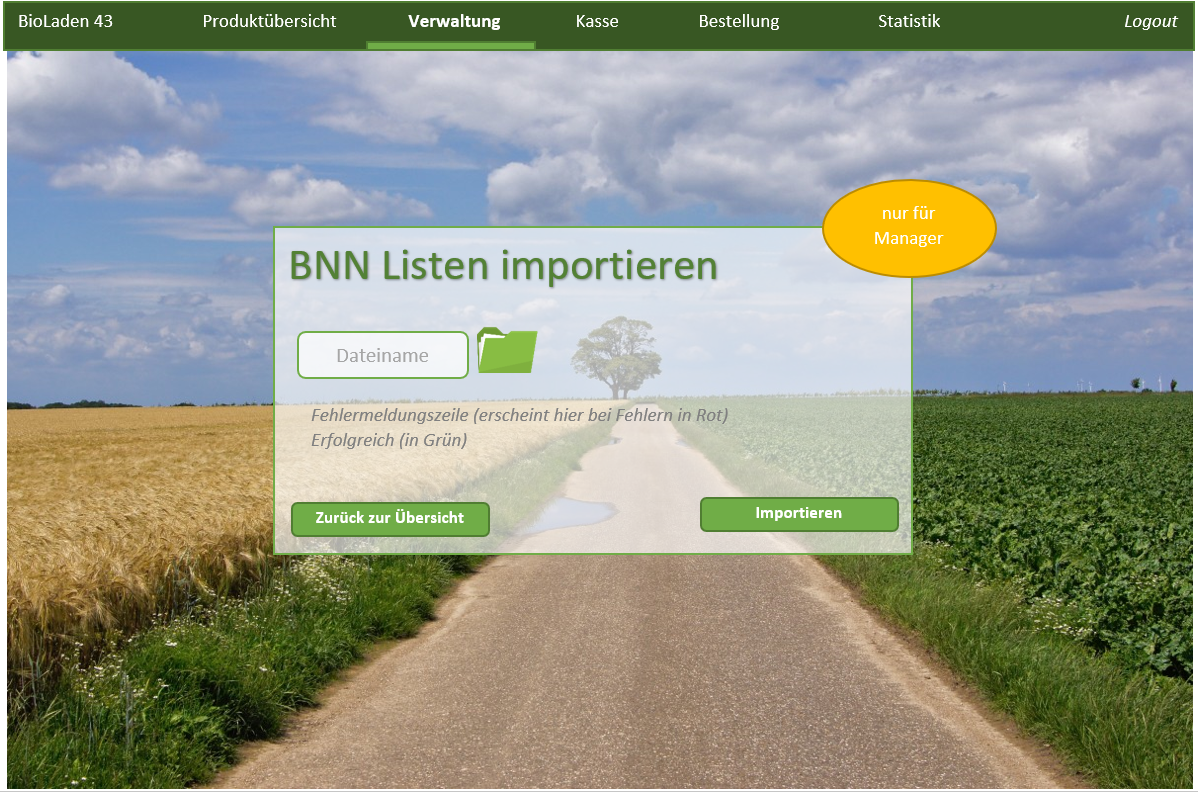 BioLaden 43 Produktübersicht Verwaltung Kasse Bestellung Statistik Logout
nur für
Manager
BNN Listen importieren
Dateiname
Fehlermeldungszeile (erscheint hier bei Fehlern in Rot)
Erfolgreich (in Grün)
Zurück zur Übersicht
Importieren